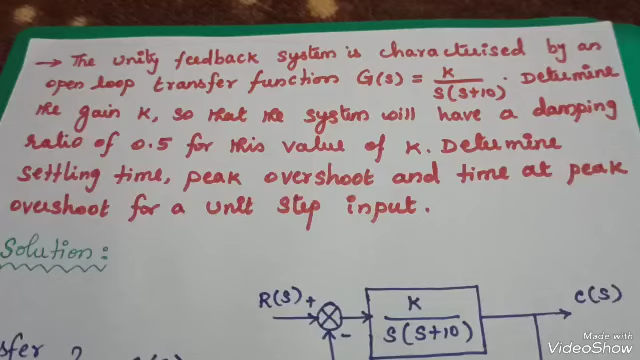 → The unity feedback system is charactuised by an
open loop transfer function G(s) = K / S(S+10) . Determine
the gain K, so that the system will have a damping
ratio of 0.5 for this value of K. Determine
settling time, peak overshoot and time at peak
overshoot for a unit step input.
Solution:
R(S) + K / S(S+10) C(S)
-
Made with
VideoShow